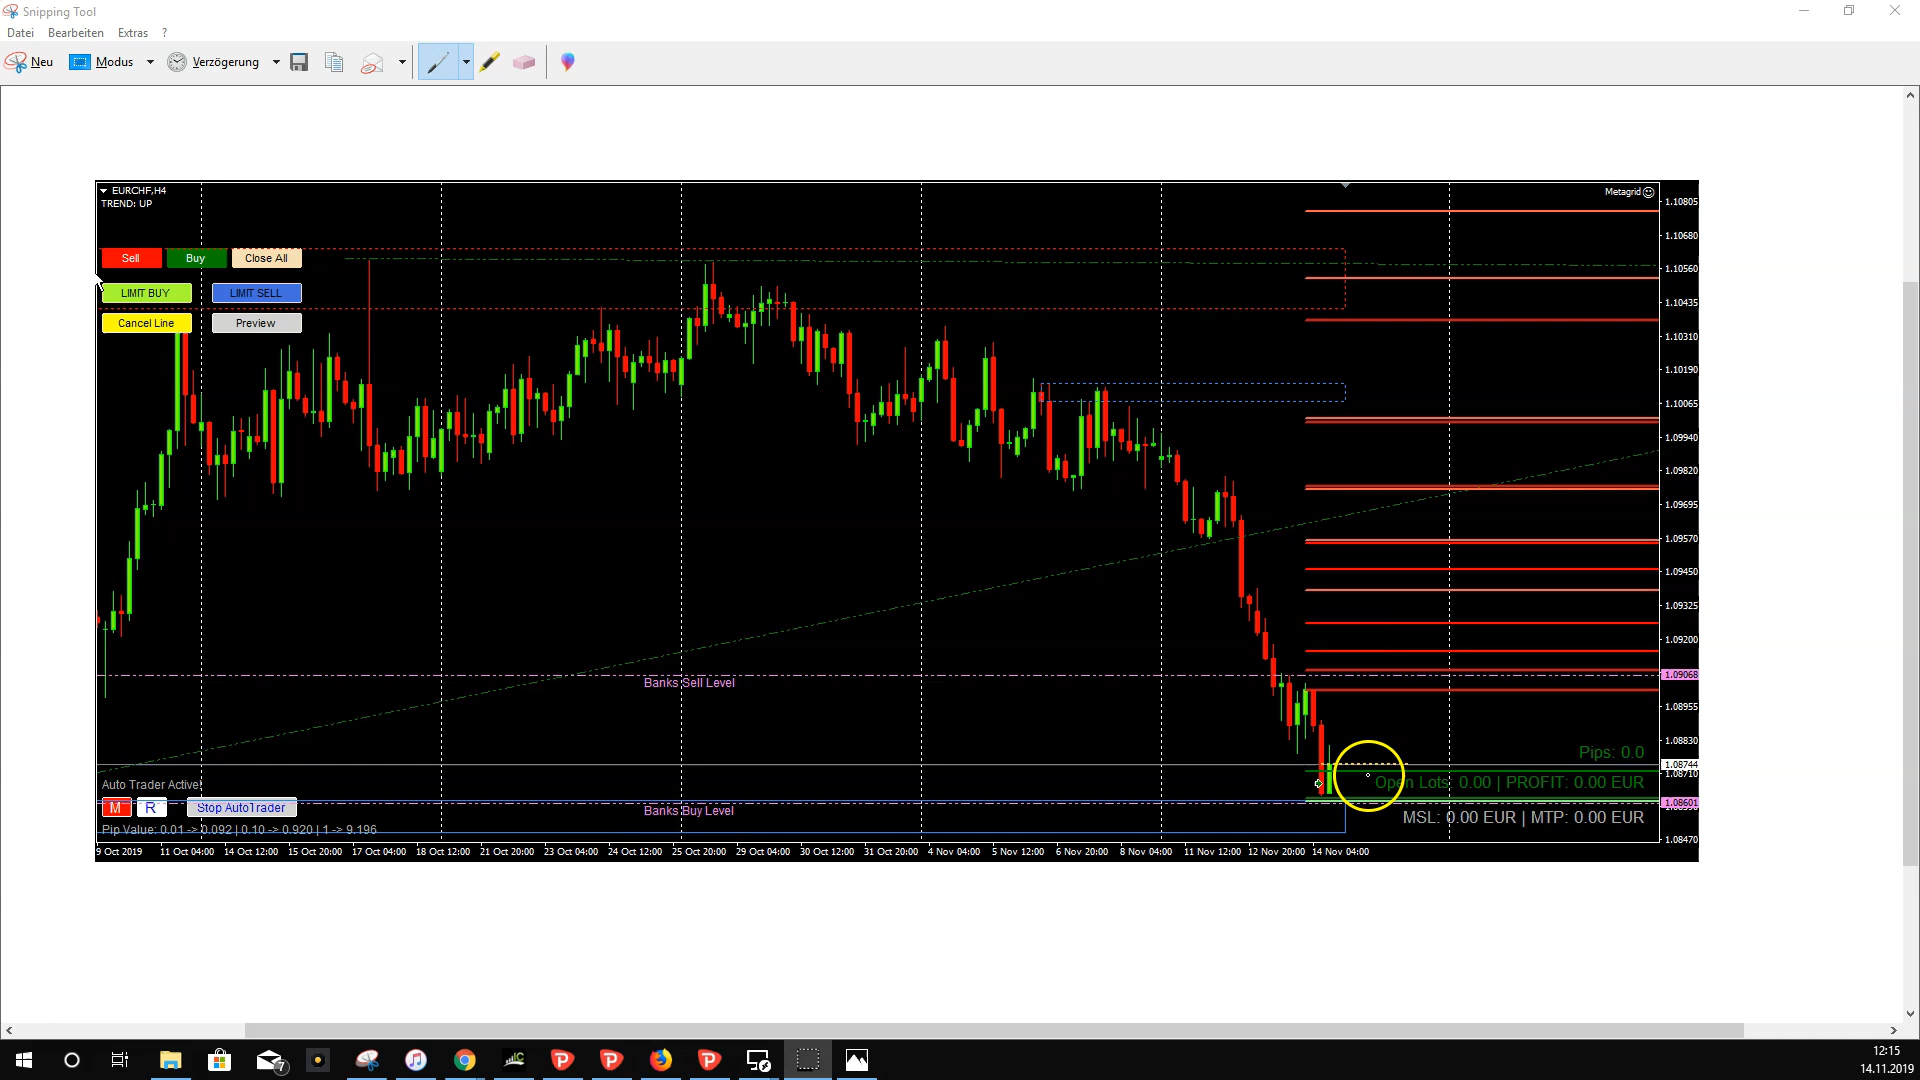 Snipping Tool
Datei Bearbeiten Extras ?
Neu Modus Verzögerung
EURCHF,H4
Metagrid
TREND: UP
1.10805
1.10680
Sell Buy Close All
1.10560
LIMIT BUY LIMIT SELL
1.10435
Cancel Line Preview
1.10310
1.10190
1.10065
1.09940
1.09820
1.09695
1.09570
1.09450
1.09325
1.09200
1.09068
Banks Sell Level
1.08955
1.08830
Pips: 0.0
1.08744
1.08710
Auto Trader Active!
Open Lots: 0.00 | PROFIT: 0.00 EUR
1.08601
M R Stop AutoTrader
Banks Buy Level
MSL: 0.00 EUR | MTP: 0.00 EUR
Pip Value: 0.01 -> 0.092 | 0.10 -> 0.920 | 1 -> 9.196
1.08470
9 Oct 2019 11 Oct 04:00 14 Oct 12:00 15 Oct 20:00 17 Oct 04:00 18 Oct 12:00 21 Oct 20:00 23 Oct 04:00 24 Oct 12:00 25 Oct 20:00 29 Oct 04:00 30 Oct 12:00 31 Oct 20:00 4 Nov 04:00 5 Nov 12:00 6 Nov 20:00 8 Nov 04:00 11 Nov 12:00 12 Nov 20:00 14 Nov 04:00
7
12:15
14.11.2019